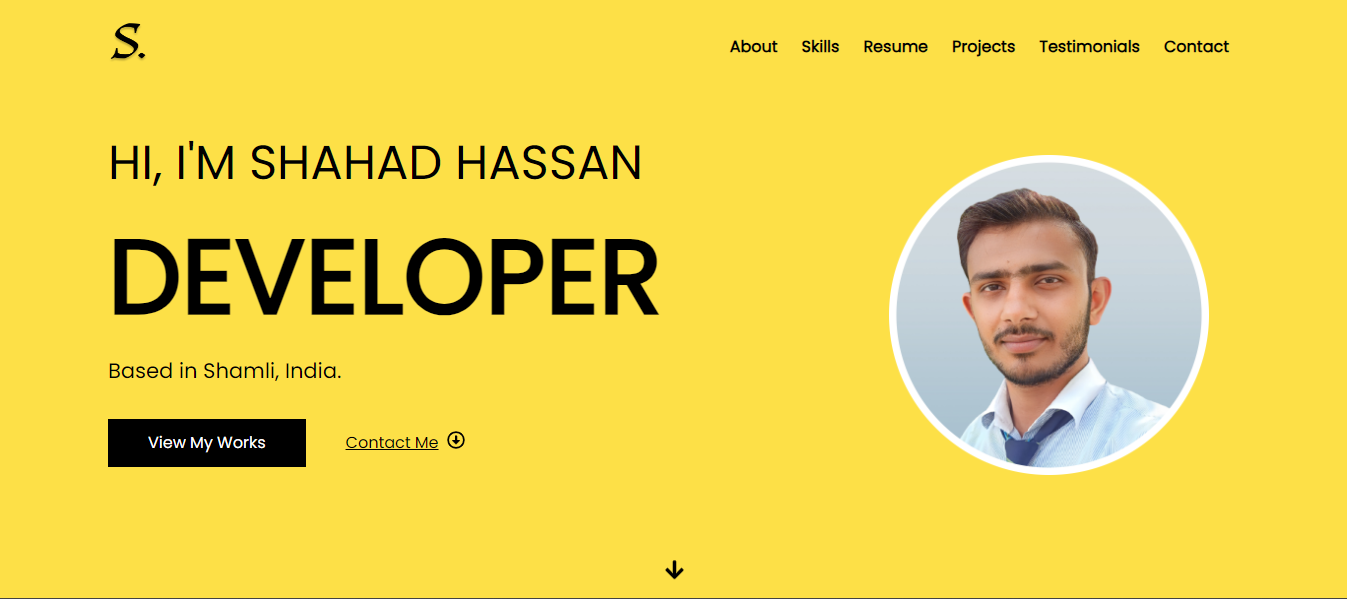 S.
About Skills Resume Projects Testimonials Contact
HI, I'M SHAHAD HASSAN
DEVELOPER
Based in Shamli, India.
View My Works
Contact Me